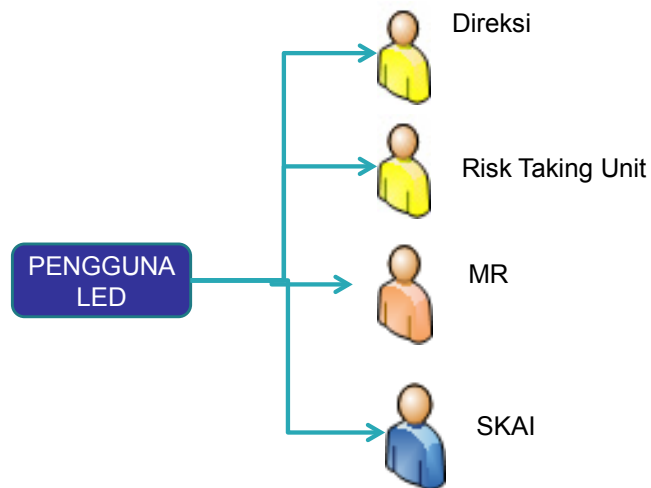 Direksi
Risk Taking Unit
PENGGUNA
LED
MR
SKAI